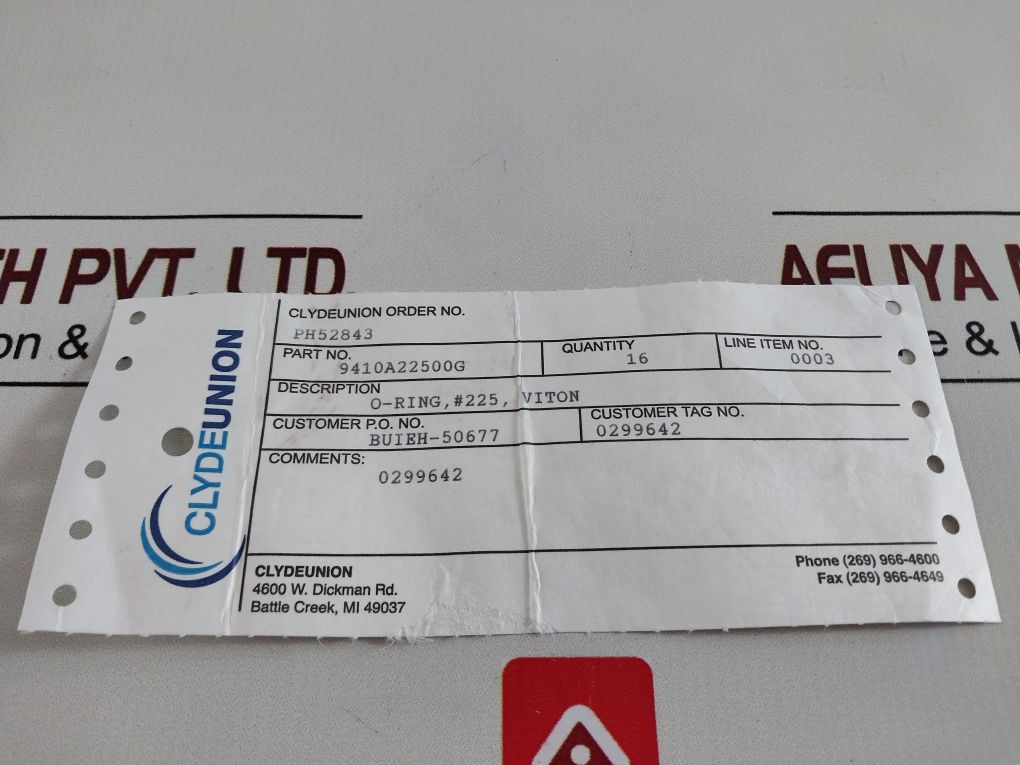 TH PVT. LTD.
on &
AELIYA
e &
CLYDEUNION
CLYDEUNION ORDER NO.
PH52843
PART NO.
9410A22500G
QUANTITY
16
LINE ITEM NO.
0003
DESCRIPTION
O-RING,#225, VITON
CUSTOMER P.O. NO.
BUIEH-50677
CUSTOMER TAG NO.
0299642
COMMENTS:
0299642
CLYDEUNION
4600 W. Dickman Rd.
Battle Creek, MI 49037
Phone (269) 966-4600
Fax (269) 966-4649